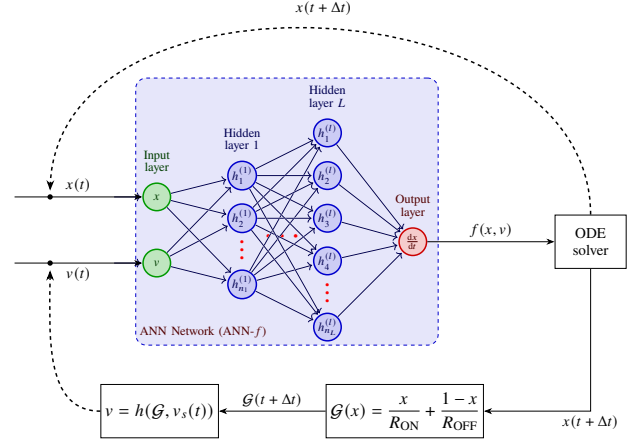 x(t + Δt)
Hidden
layer L
Hidden
layer 1
Input
layer
Output
layer
x(t)
v(t)
x
v
h_1^{(1)}
h_2^{(1)}
h_{n_1}^{(1)}
h_1^{(l)}
h_2^{(l)}
h_3^{(l)}
h_4^{(l)}
h_{n_L}^{(l)}
dx/dt
f(x, v)
ODE
solver
ANN Network (ANN-f)
v = h(𝒢, v_s(t))
𝒢(t + Δt)
𝒢(x) = x/R_ON + (1 − x)/R_OFF
x(t + Δt)